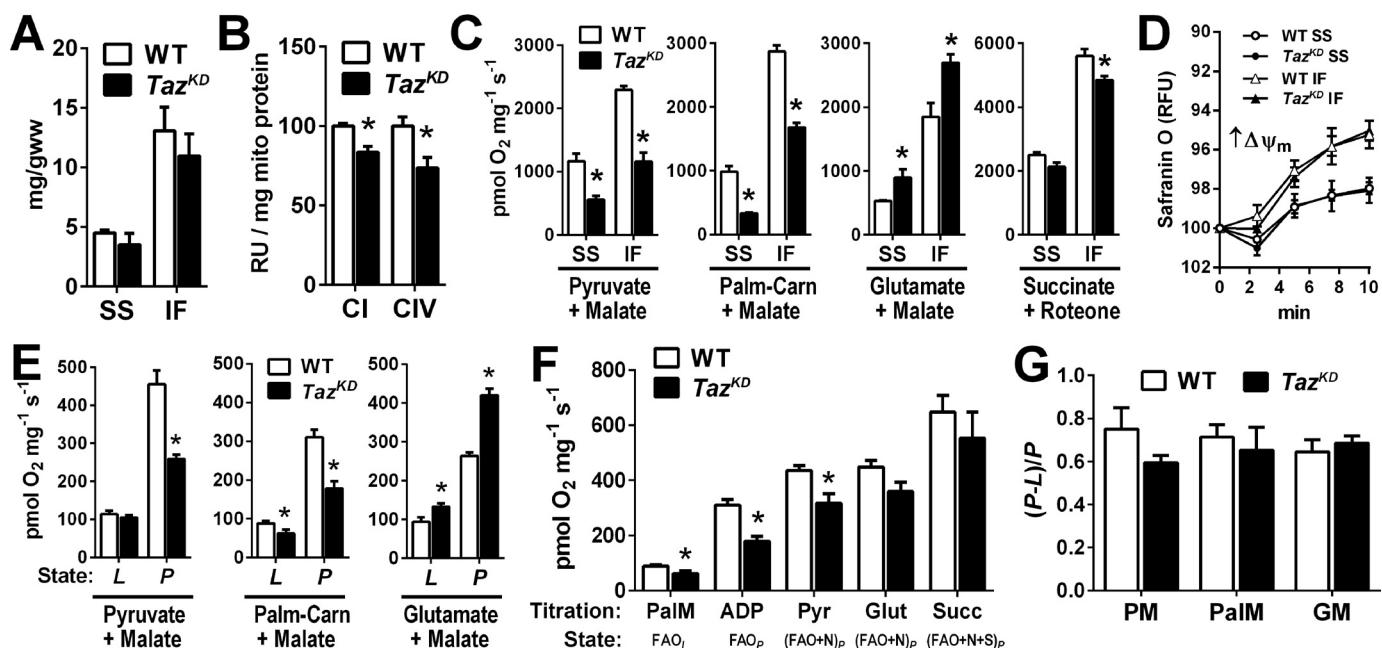 A
WT
Taz^KD
mg/gww
20
15
10
5
0
SS IF
B
WT
Taz^KD
RU / mg mito protein
150
100
50
0
* *
CI CIV
C
WT
Taz^KD
pmol O2 mg-1 s-1
3000
2000
1000
0
* *
SS IF
Pyruvate
+ Malate
3000
2000
1000
0
* *
SS IF
Palm-Carn
+ Malate
3000
2000
1000
0
* *
SS IF
Glutamate
+ Malate
6000
4000
2000
0
*
SS IF
Succinate
+ Roteone
D
WT SS
Taz^KD SS
WT IF
Taz^KD IF
Safranin O (RFU)
90
92
94
96
98
100
102
↑Δψm
0 2 4 6 8 10
min
E
WT
Taz^KD
pmol O2 mg-1 s-1
500
400
300
200
100
0
*
State: L P
Pyruvate
+ Malate
500
400
300
200
100
0
* *
L P
Palm-Carn
+ Malate
500
400
300
200
100
0
* *
L P
Glutamate
+ Malate
F
WT
Taz^KD
pmol O2 mg-1 s-1
800
600
400
200
0
* * *
Titration: PalM ADP Pyr Glut Succ
State: FAOL FAOP (FAO+N)P (FAO+N)P (FAO+N+S)P
G
WT Taz^KD
(P-L)/P
1.0
0.8
0.6
0.4
0.2
0.0
PM PalM GM